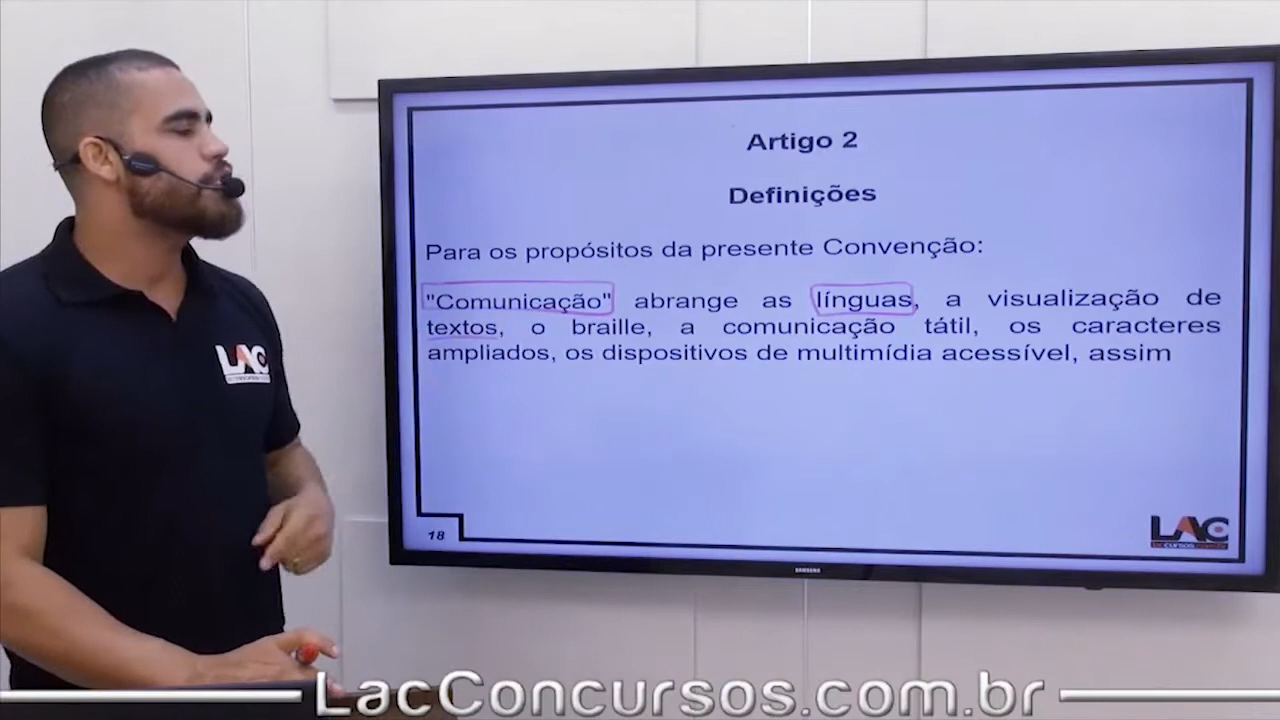 Artigo 2
Definições
Para os propósitos da presente Convenção:
"Comunicação" abrange as línguas, a visualização de
textos, o braille, a comunicação tátil, os caracteres
ampliados, os dispositivos de multimídia acessível, assim
LAC
18
LAC
SAMSUNG
LacConcursos.com.br